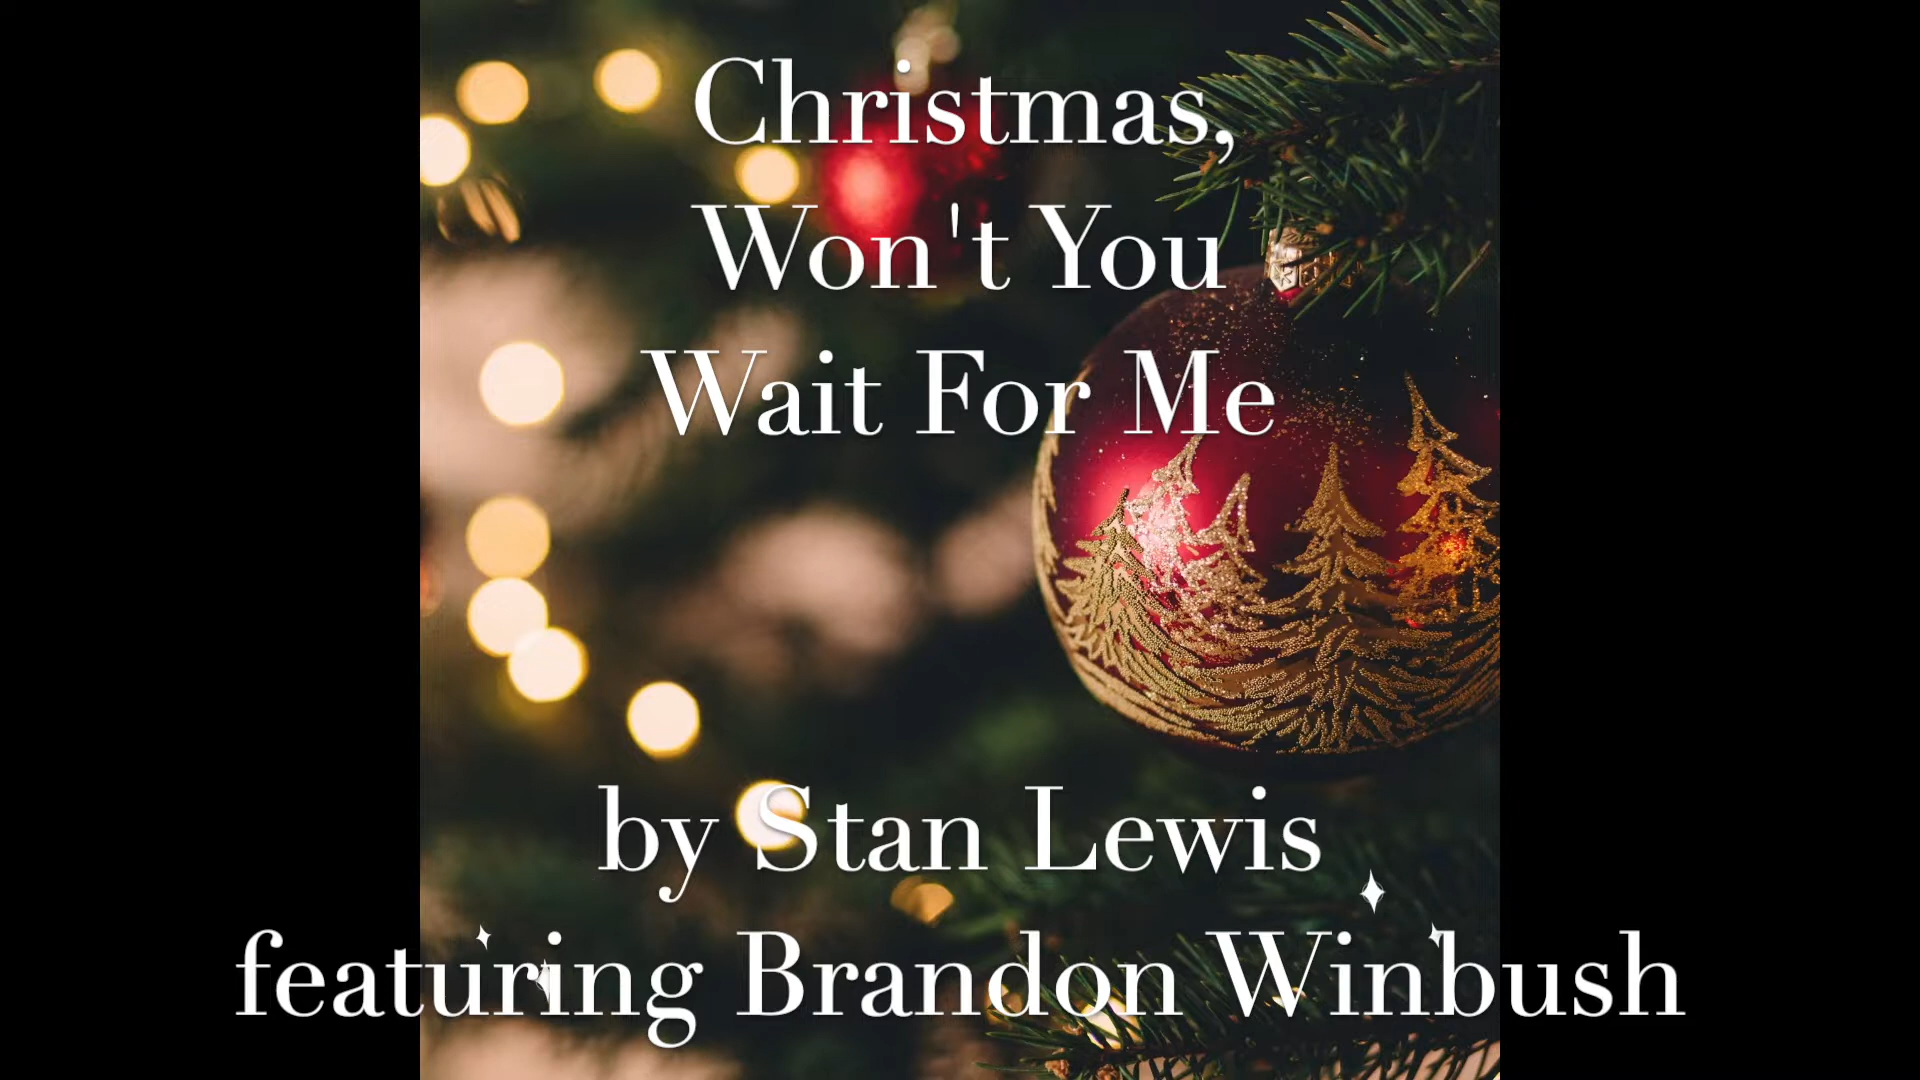 Christmas,
Won't You
Wait For Me
by Stan Lewis
featuring Brandon Winbush